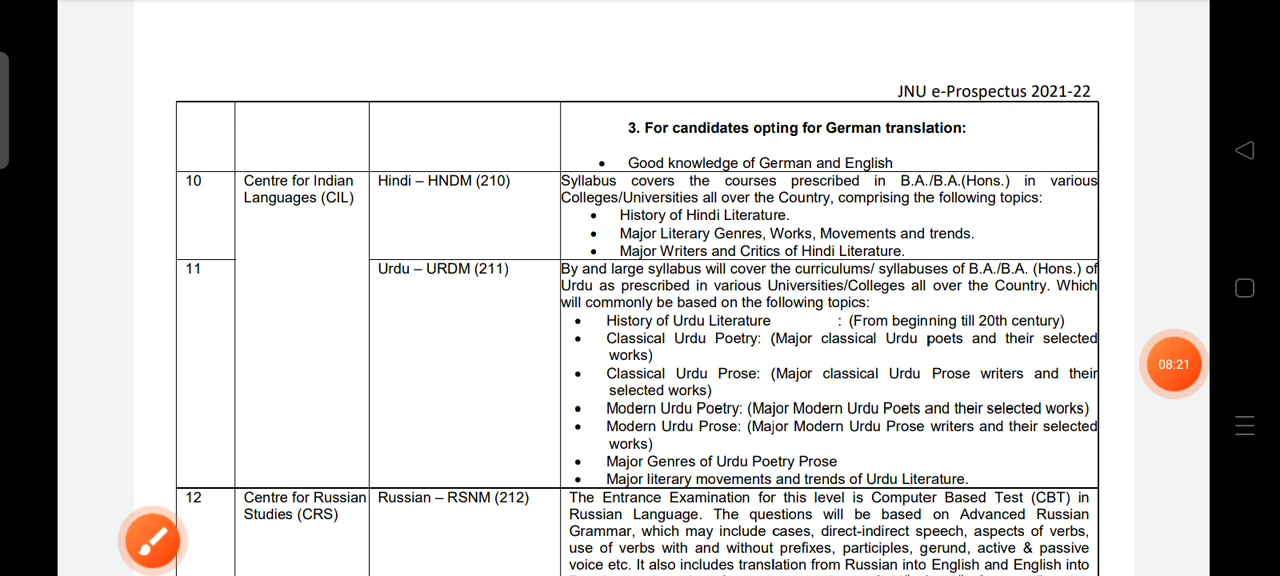 JNU e-Prospectus 2021-22
3. For candidates opting for German translation:
• Good knowledge of German and English
10 Centre for Indian Languages (CIL) Hindi – HNDM (210)
Syllabus covers the courses prescribed in B.A./B.A.(Hons.) in various
Colleges/Universities all over the Country, comprising the following topics:
• History of Hindi Literature.
• Major Literary Genres, Works, Movements and trends.
• Major Writers and Critics of Hindi Literature.
11 Urdu – URDM (211)
By and large syllabus will cover the curriculums/ syllabuses of B.A./B.A. (Hons.) of
Urdu as prescribed in various Universities/Colleges all over the Country. Which
will commonly be based on the following topics:
• History of Urdu Literature : (From beginning till 20th century)
• Classical Urdu Poetry: (Major classical Urdu poets and their selected
works)
• Classical Urdu Prose: (Major classical Urdu Prose writers and their
selected works)
• Modern Urdu Poetry: (Major Modern Urdu Poets and their selected works)
• Modern Urdu Prose: (Major Modern Urdu Prose writers and their selected
works)
• Major Genres of Urdu Poetry Prose
• Major literary movements and trends of Urdu Literature.
12 Centre for Russian Studies (CRS) Russian – RSNM (212)
The Entrance Examination for this level is Computer Based Test (CBT) in
Russian Language. The questions will be based on Advanced Russian
Grammar, which may include cases, direct-indirect speech, aspects of verbs,
use of verbs with and without prefixes, participles, gerund, active & passive
voice etc. It also includes translation from Russian into English and English into
08:21